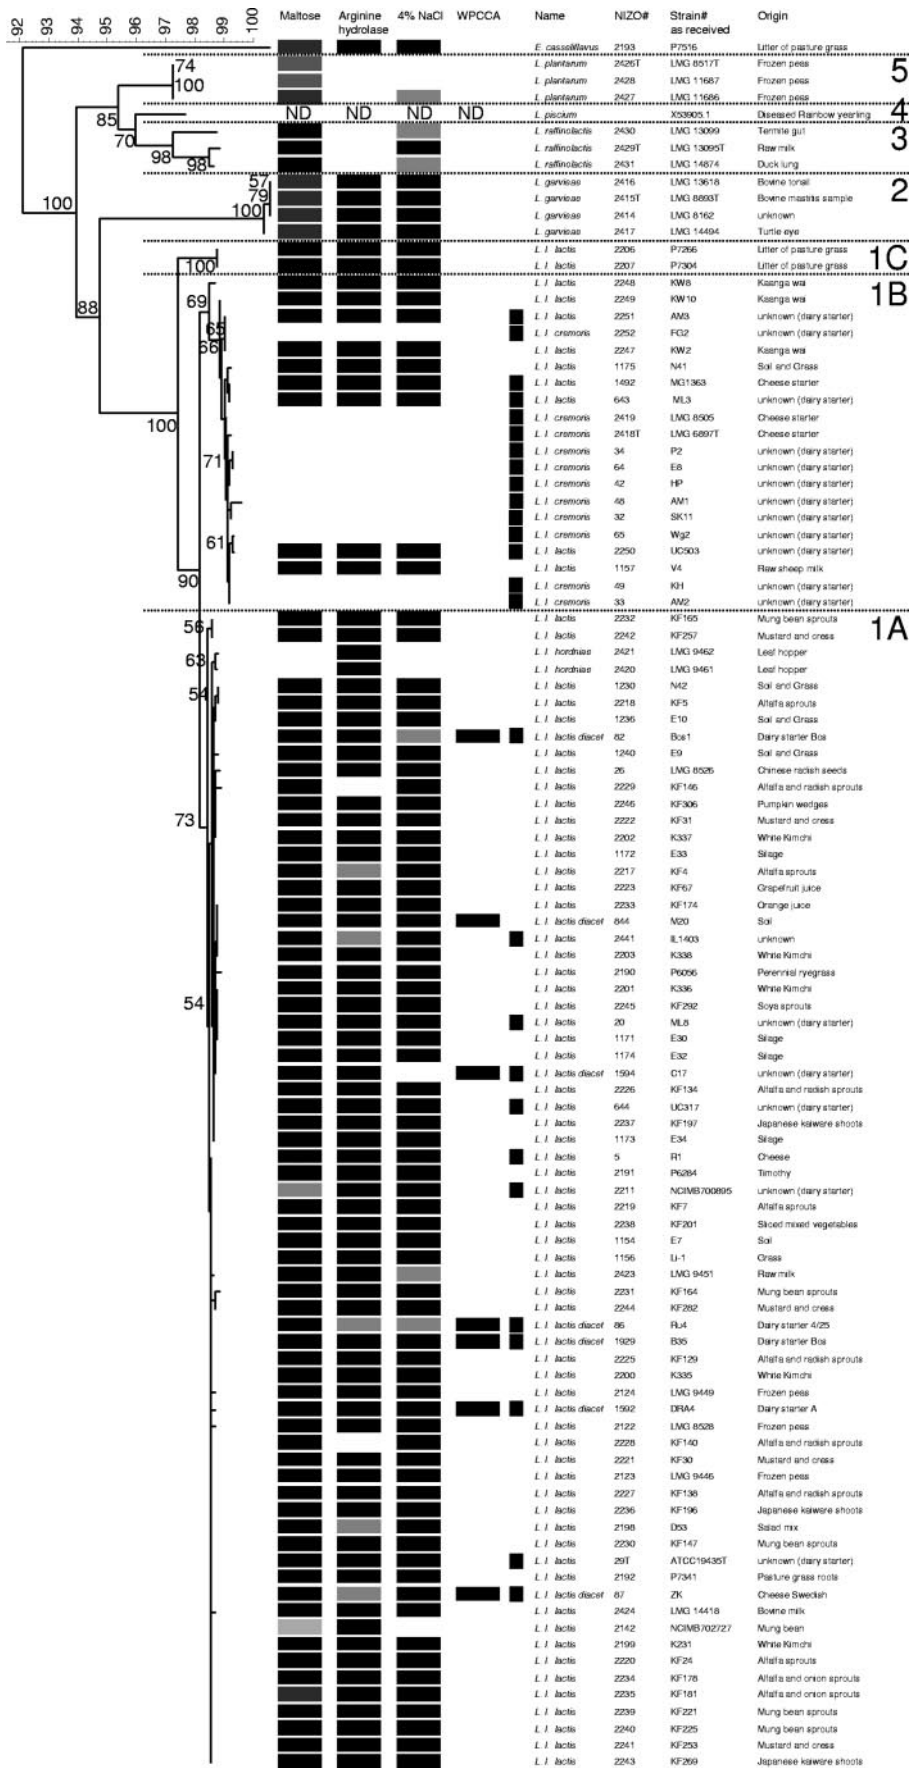 92 93 94 95 96 97 98 99 100
Maltose Arginine hydrolase 4% NaCl WPCCA Name NIZO# Strain# as received Origin
E. casseliflavus 2193 P7516 Litter of pasture grass
74 L. plantarum 2426T LMG 8517T Frozen peas 5
100 L. plantarum 2428 LMG 11687 Frozen peas
L. plantarum 2427 LMG 11686 Frozen peas
85 ND ND ND ND L. piscium X53905.1 Diseased Rainbow yearling 4
70 L. raffinolactis 2430 LMG 13099 Termite gut 3
98 L. raffinolactis 2429T LMG 13095T Raw milk
98 L. raffinolactis 2431 LMG 14874 Duck lung
57 L. garvieae 2416 LMG 13618 Bovine tonsil 2
79 L. garvieae 2415T LMG 8893T Bovine mastitis sample
100 100 L. garvieae 2414 LMG 8162 unknown
L. garvieae 2417 LMG 14494 Turtle eye
L. l. lactis 2206 P7266 Litter of pasture grass 1C
100 L. l. lactis 2207 P7304 Litter of pasture grass
L. l. lactis 2248 KW8 Kaanga wai 1B
69 88 L. l. lactis 2249 KW10 Kaanga wai
L. l. lactis 2251 AM3 unknown (dairy starter)
65 L. l. cremoris 2252 FG2 unknown (dairy starter)
66 L. l. lactis 2247 KW2 Kaanga wai
L. l. lactis 1175 N41 Soil and Grass
L. l. lactis 1492 MG1363 Cheese starter
L. l. lactis 643 ML3 unknown (dairy starter)
100 L. l. cremoris 2419 LMG 8505 Cheese starter
L. l. cremoris 2418T LMG 6897T Cheese starter
L. l. cremoris 34 P2 unknown (dairy starter)
71 L. l. cremoris 64 E8 unknown (dairy starter)
L. l. cremoris 42 HP unknown (dairy starter)
L. l. cremoris 48 AM1 unknown (dairy starter)
L. l. cremoris 32 SK11 unknown (dairy starter)
L. l. cremoris 65 Wg2 unknown (dairy starter)
61 L. l. lactis 2250 UC503 unknown (dairy starter)
L. l. lactis 1157 V4 Raw sheep milk
90 L. l. cremoris 49 KH unknown (dairy starter)
L. l. cremoris 33 AM2 unknown (dairy starter)
56 L. l. lactis 2232 KF165 Mung bean sprouts 1A
L. l. lactis 2242 KF257 Mustard and cress
63 L. l. hordniae 2421 LMG 9462 Leaf hopper
L. l. hordniae 2420 LMG 9461 Leaf hopper
54 L. l. lactis 1230 N42 Soil and Grass
L. l. lactis 2218 KF5 Alfalfa sprouts
L. l. lactis 1236 E10 Soil and Grass
L. l. lactis diacet 82 Bos1 Dairy starter Bos
L. l. lactis 1240 E9 Soil and Grass
L. l. lactis 26 LMG 8526 Chinese radish seeds
L. l. lactis 2229 KF146 Alfalfa and radish sprouts
L. l. lactis 2246 KF306 Pumpkin wedges
73 L. l. lactis 2222 KF31 Mustard and cress
L. l. lactis 2202 K337 White Kimchi
L. l. lactis 1172 E33 Silage
L. l. lactis 2217 KF4 Alfalfa sprouts
L. l. lactis 2223 KF67 Grapefruit juice
L. l. lactis 2233 KF174 Orange juice
L. l. lactis diacet 844 M20 Soil
L. l. lactis 2441 IL1403 unknown
L. l. lactis 2203 K338 White Kimchi
L. l. lactis 2190 P6056 Perennial ryegrass
L. l. lactis 2201 K336 White Kimchi
54 L. l. lactis 2245 KF292 Soya sprouts
L. l. lactis 20 ML8 unknown (dairy starter)
L. l. lactis 1171 E30 Silage
L. l. lactis 1174 E32 Silage
L. l. lactis diacet 1594 C17 unknown (dairy starter)
L. l. lactis 2226 KF134 Alfalfa and radish sprouts
L. l. lactis 644 UC317 unknown (dairy starter)
L. l. lactis 2237 KF197 Japanese kaiware shoots
L. l. lactis 1173 E34 Silage
L. l. lactis 5 R1 Cheese
L. l. lactis 2191 P6284 Timothy
L. l. lactis 2211 NCIMB700895 unknown (dairy starter)
L. l. lactis 2219 KF7 Alfalfa sprouts
L. l. lactis 2238 KF201 Sliced mixed vegetables
L. l. lactis 1154 E7 Soil
L. l. lactis 1156 Li-1 Grass
L. l. lactis 2423 LMG 9451 Raw milk
L. l. lactis 2231 KF164 Mung bean sprouts
L. l. lactis 2244 KF282 Mustard and cress
L. l. lactis diacet 86 Ru4 Dairy starter 4/25
L. l. lactis diacet 1929 B35 Dairy starter Bos
L. l. lactis 2225 KF129 Alfalfa and radish sprouts
L. l. lactis 2200 K335 White Kimchi
L. l. lactis 2124 LMG 9449 Frozen peas
L. l. lactis diacet 1592 DRA4 Dairy starter A
L. l. lactis 2122 LMG 8528 Frozen peas
L. l. lactis 2228 KF140 Alfalfa and radish sprouts
L. l. lactis 2221 KF30 Mustard and cress
L. l. lactis 2123 LMG 9446 Frozen peas
L. l. lactis 2227 KF138 Alfalfa and radish sprouts
L. l. lactis 2236 KF196 Japanese kaiware shoots
L. l. lactis 2198 D53 Salad mix
L. l. lactis 2230 KF147 Mung bean sprouts
L. l. lactis 29T ATCC19435T unknown (dairy starter)
L. l. lactis 2192 P7341 Pasture grass roots
L. l. lactis diacet 87 ZK Cheese Swedish
L. l. lactis 2424 LMG 14418 Bovine milk
L. l. lactis 2142 NCIMB702727 Mung bean
L. l. lactis 2199 K231 White Kimchi
L. l. lactis 2220 KF24 Alfalfa sprouts
L. l. lactis 2234 KF178 Alfalfa and onion sprouts
L. l. lactis 2235 KF181 Alfalfa and onion sprouts
L. l. lactis 2239 KF221 Mung bean sprouts
L. l. lactis 2240 KF225 Mung bean sprouts
L. l. lactis 2241 KF253 Mustard and cress
L. l. lactis 2243 KF269 Japanese kaiware shoots